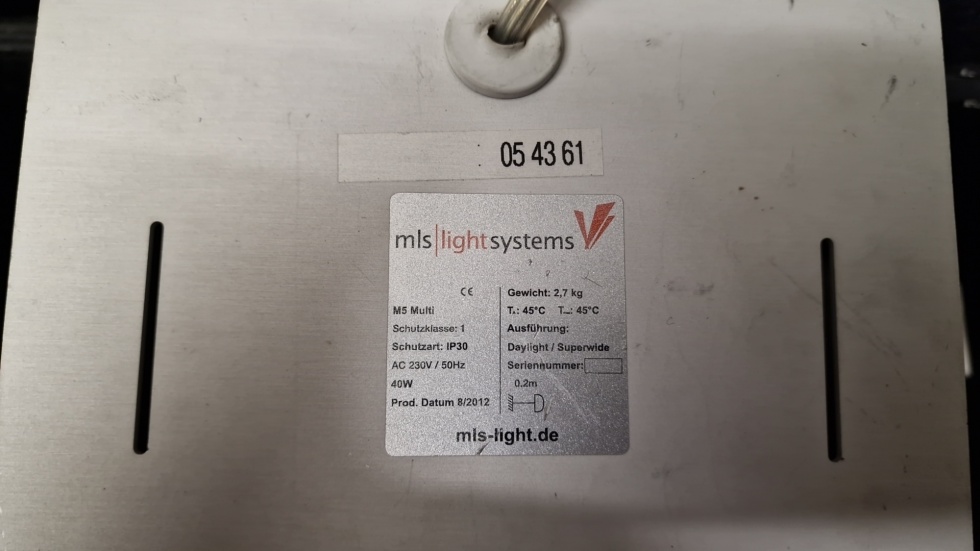 05 43 61
mls|lightsystems
CE
M5 Multi
Schutzklasse: 1
Schutzart: IP30
AC 230V / 50Hz
40W
Prod. Datum 8/2012
Gewicht: 2,7 kg
45°C 45°C
Ausführung:
Daylight / Superwide
Seriennummer:
0.2m
mls-light.de